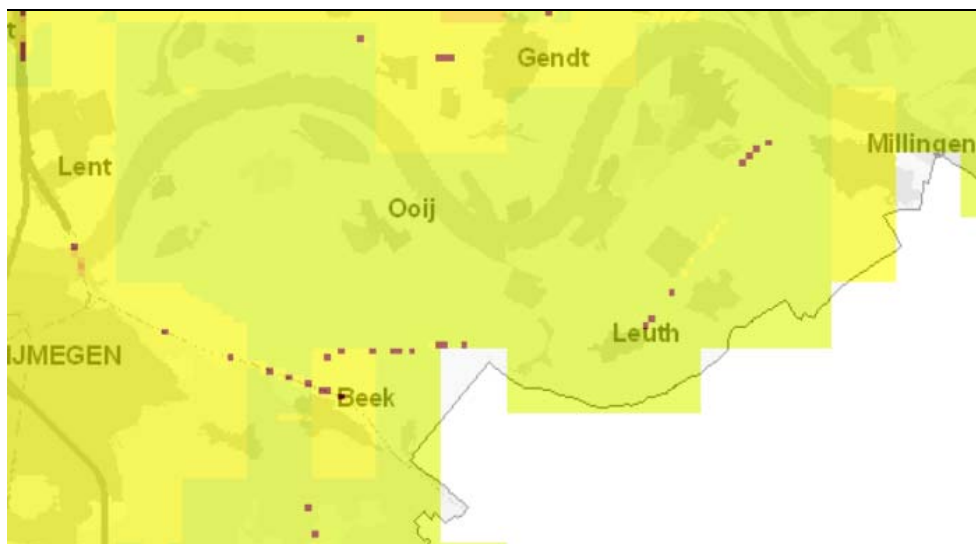 t
Gendt
Lent
Millingen
Ooij
Leuth
IJMEGEN
Beek